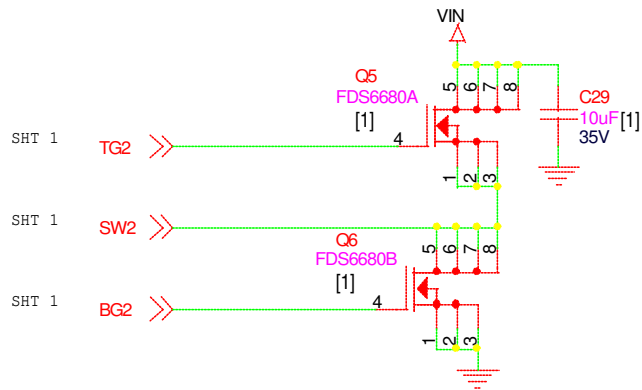 VIN
Q5
FDS6680A
[1]
5 6 7 8
C29
10uF [1]
35V
SHT 1 TG2 4
1 2 3
SHT 1 SW2
Q6
FDS6680B
[1]
5 6 7 8
SHT 1 BG2 4
1 2 3